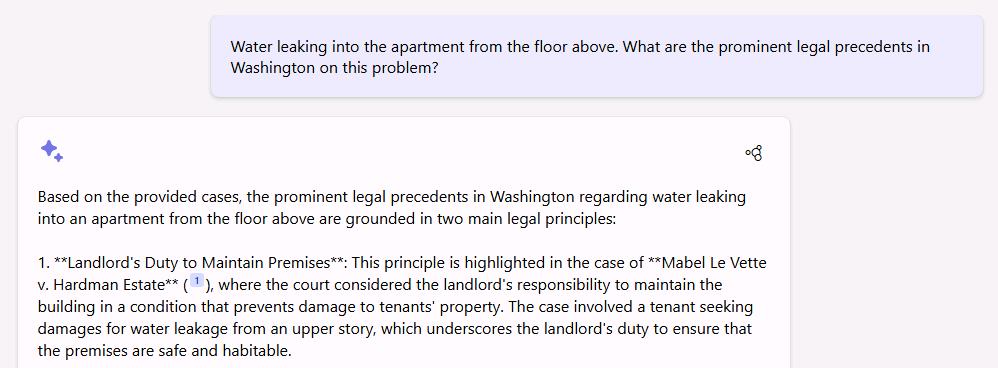 Water leaking into the apartment from the floor above. What are the prominent legal precedents in
Washington on this problem?
Based on the provided cases, the prominent legal precedents in Washington regarding water leaking
into an apartment from the floor above are grounded in two main legal principles:
1. **Landlord's Duty to Maintain Premises**: This principle is highlighted in the case of **Mabel Le Vette
v. Hardman Estate** ( 1 ), where the court considered the landlord's responsibility to maintain the
building in a condition that prevents damage to tenants' property. The case involved a tenant seeking
damages for water leakage from an upper story, which underscores the landlord's duty to ensure that
the premises are safe and habitable.